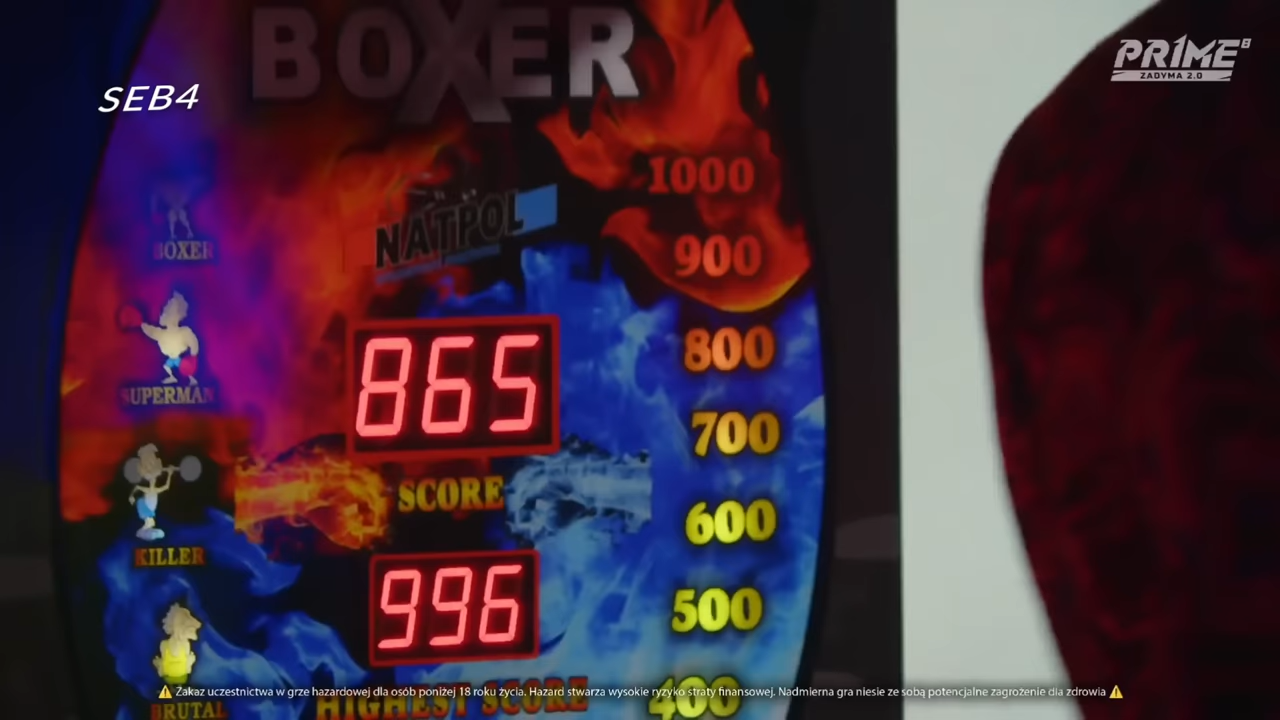 BOXER
PR1ME 8
ZADYMA 2.0
SEB4
1000
NATPOL
BOXER
900
865
800
SUPERMAN
700
SCORE
600
KILLER
996
500
BRUTAL
HIGHEST SCORE
400
⚠️ Zakaz uczestnictwa w grze hazardowej dla osób poniżej 18 roku życia. Hazard stwarza wysokie ryzyko straty finansowej. Nadmierna gra niesie ze sobą potencjalne zagrożenie dla zdrowia ⚠️